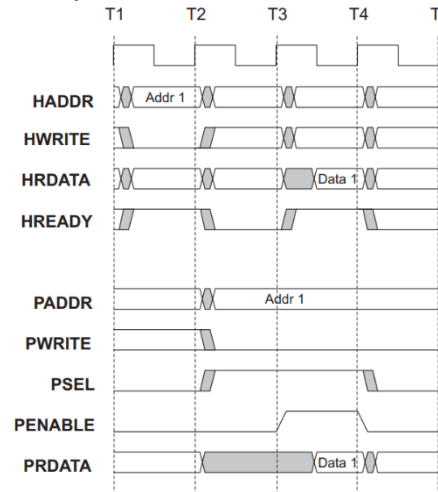 T1 T2 T3 T4
HADDR Addr 1
HWRITE
HRDATA Data 1
HREADY
PADDR Addr 1
PWRITE
PSEL
PENABLE
PRDATA Data 1